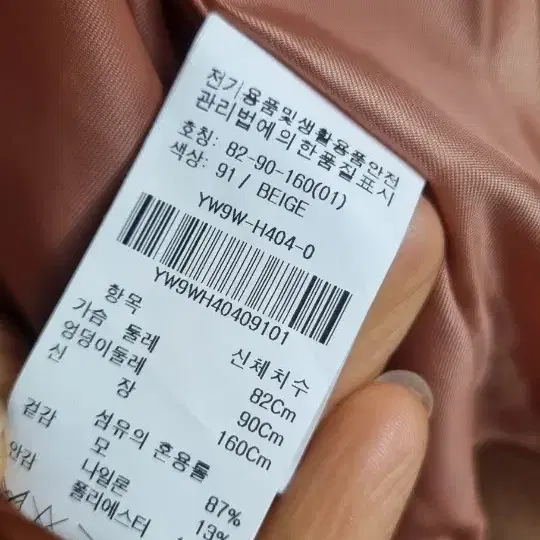 전기용품및생활용품안전
관리법에의한품질표시
호칭: 82-90-160(01)
색상: 91 / BEIGE
YW9W-H404-0
YW9WH40409101
항목 신체치수
가슴 둘레 82Cm
엉덩이둘레 90Cm
신 장 160Cm
섬유의 혼용률
겉감 모 87%
나일론 13%
안감 폴리에스터